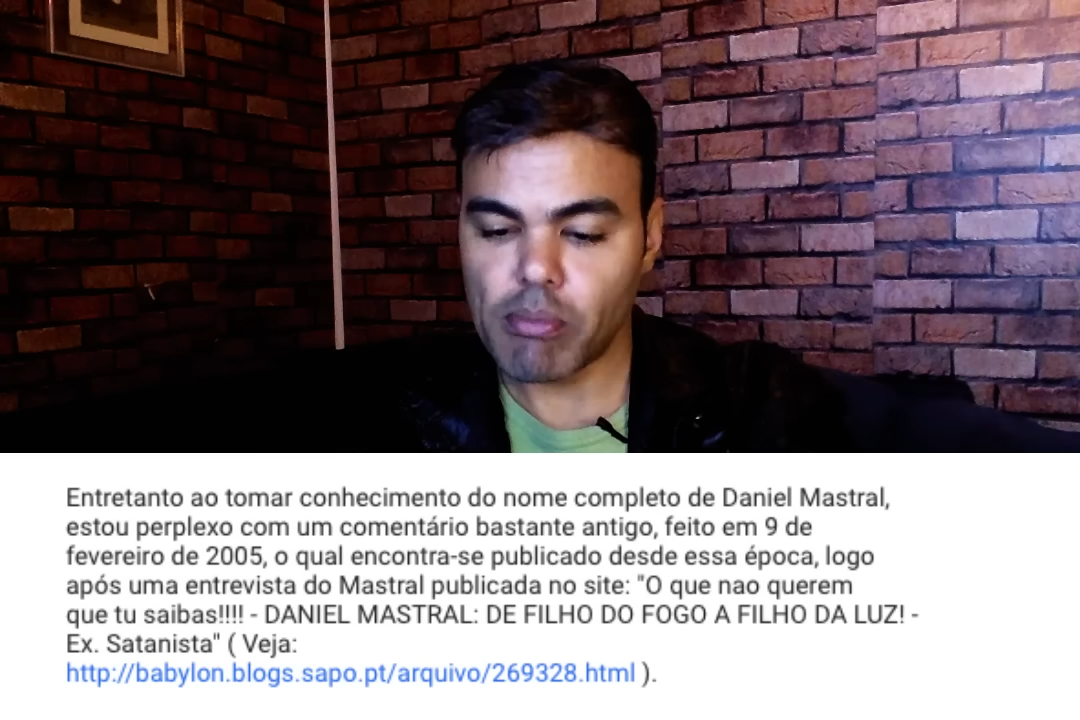 Entretanto ao tomar conhecimento do nome completo de Daniel Mastral,
estou perplexo com um comentário bastante antigo, feito em 9 de
fevereiro de 2005, o qual encontra-se publicado desde essa época, logo
após uma entrevista do Mastral publicada no site: "O que nao querem
que tu saibas!!!! - DANIEL MASTRAL: DE FILHO DO FOGO A FILHO DA LUZ! -
Ex. Satanista" ( Veja:
http://babylon.blogs.sapo.pt/arquivo/269328.html ).